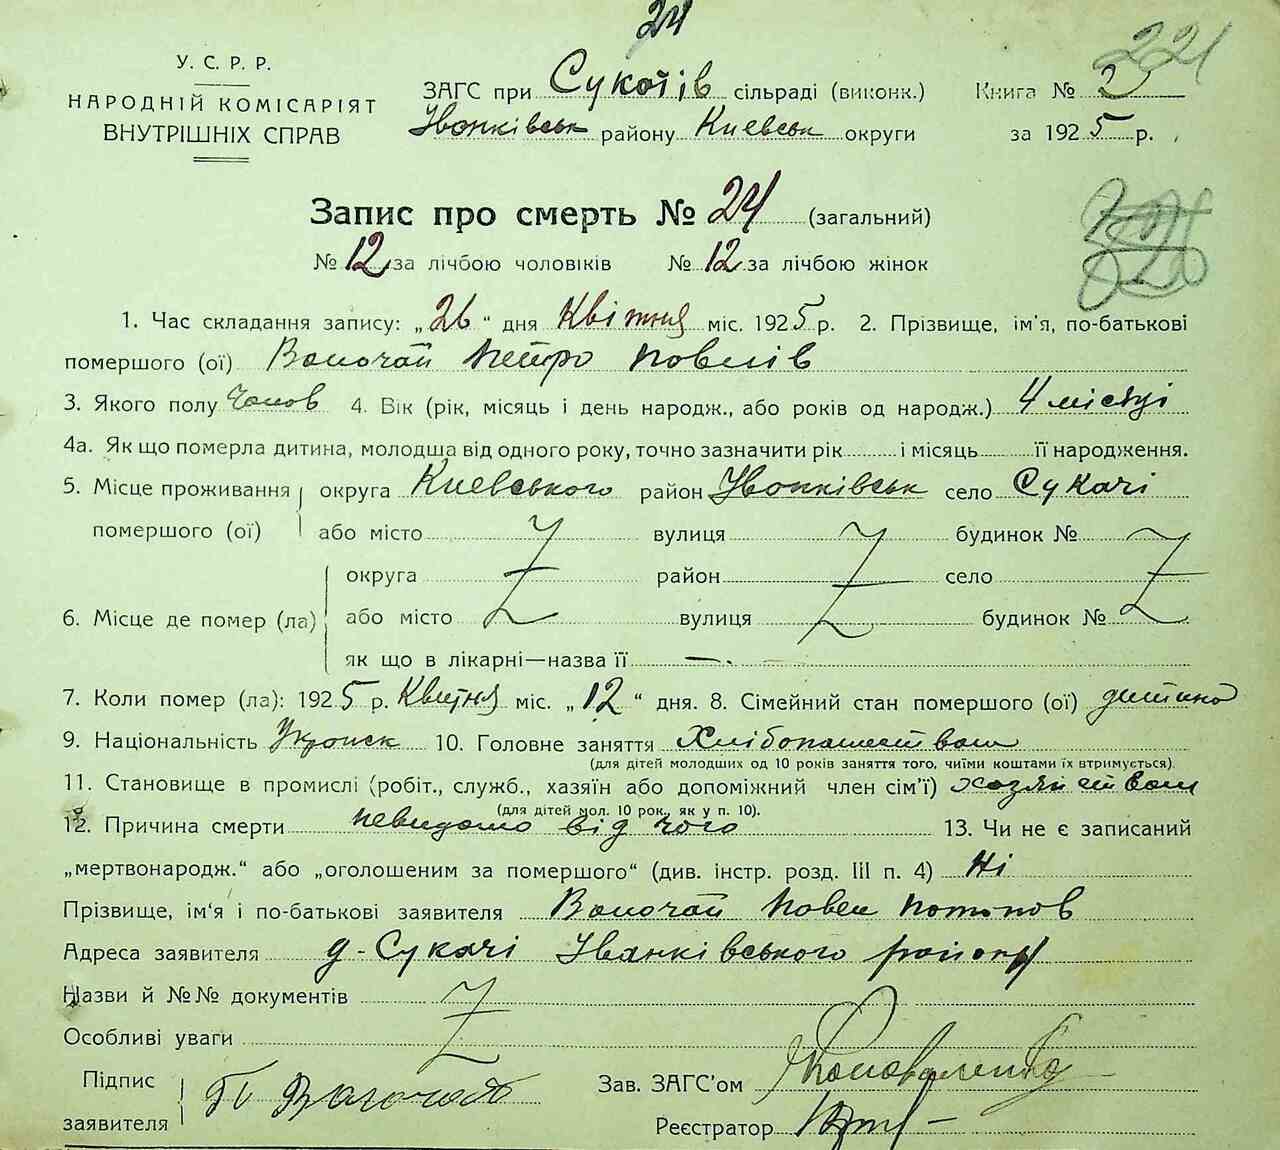 24
221
У. С. Р. Р.
НАРОДНІЙ КОМІСАРІЯТ
ВНУТРІШНІХ СПРАВ
ЗАГС при Сукачів сільраді (виконк.) Книга №
району Киевськ округи за 1925 р.
Запис про смерть № 24 (загальний)
№ 12 за лічбою чоловіків № 12 за лічбою жінок
1. Час складання запису: „26“ дня Квітня міс. 1925 р. 2. Прізвище, ім'я, по-батькові
помершого (ої) Волочай Петро Повлів
3. Якого полу Чолов 4. Вік (рік, місяць і день народж., або років од народж.) 4 місяці
4а. Як що померла дитина, молодша від одного року, точно зазначити рік і місяць її народження.
5. Місце проживання округа Киевського район Іванківськ село Сукачі
помершого (ої) або місто вулиця будинок №
округа район село
6. Місце де помер (ла) або місто вулиця будинок №
як що в лікарні—назва її —
7. Коли помер (ла): 1925 р. Квітня міс. „12“ дня. 8. Сімейний стан помершого (ої) дитина
9. Національність Украиск 10. Головне заняття Хлібопашество
(для дітей молодших од 10 років заняття того, чиїми коштами їх втримується).
11. Становище в промислі (робіт., служб., хазяїн або допоміжний член сім'ї)
(для дітей мол. 10 рок., як у п. 10).
12. Причина смерти невидомо від чого 13. Чи не є записаний
„мертвонародж.“ або „оголошеним за помершого“ (див. інстр. розд. III п. 4) Ні
Прізвище, ім'я і по-батькові заявителя Волочай Повел Потапов
Адреса заявителя д-Сукачі Іванківського району
Назви й №№ документів
Особливі уваги
Підпис
заявителя П Волочай
Зав. ЗАГС'ом Коноваленко
Реєстратор